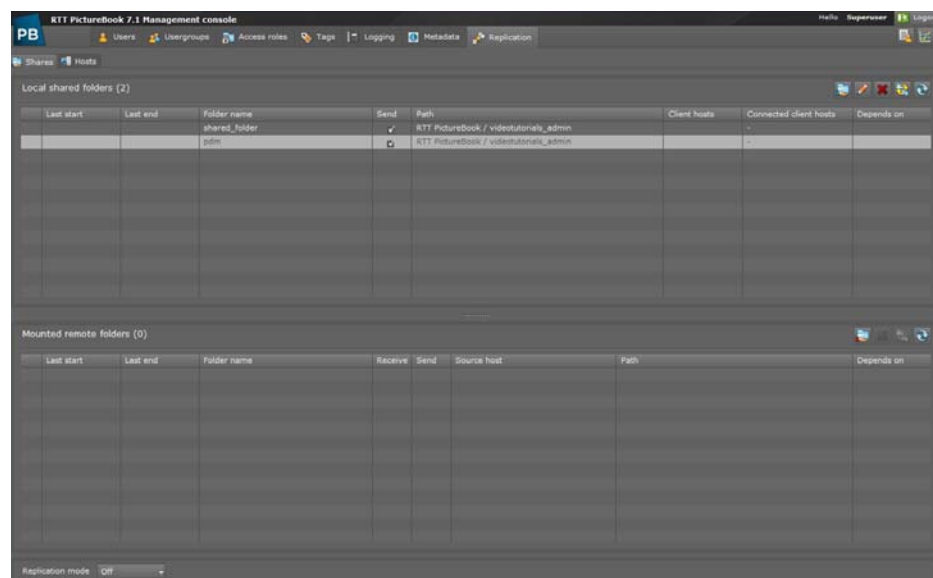 RTT PictureBook 7.1 Management console
Hello Superuser Logo
PB
Users Usergroups Access roles Tags Logging Metadata Replication
Shares Hosts
Local shared folders (2)
Last start Last end Folder name Send Path Client hosts Connected client hosts Depends on
shared_folder RTT PictureBook / videotutorials_admin -
pdm RTT PictureBook / videotutorials_admin -
Mounted remote folders (0)
Last start Last end Folder name Receive Send Source host Path Depends on
Replication mode Off